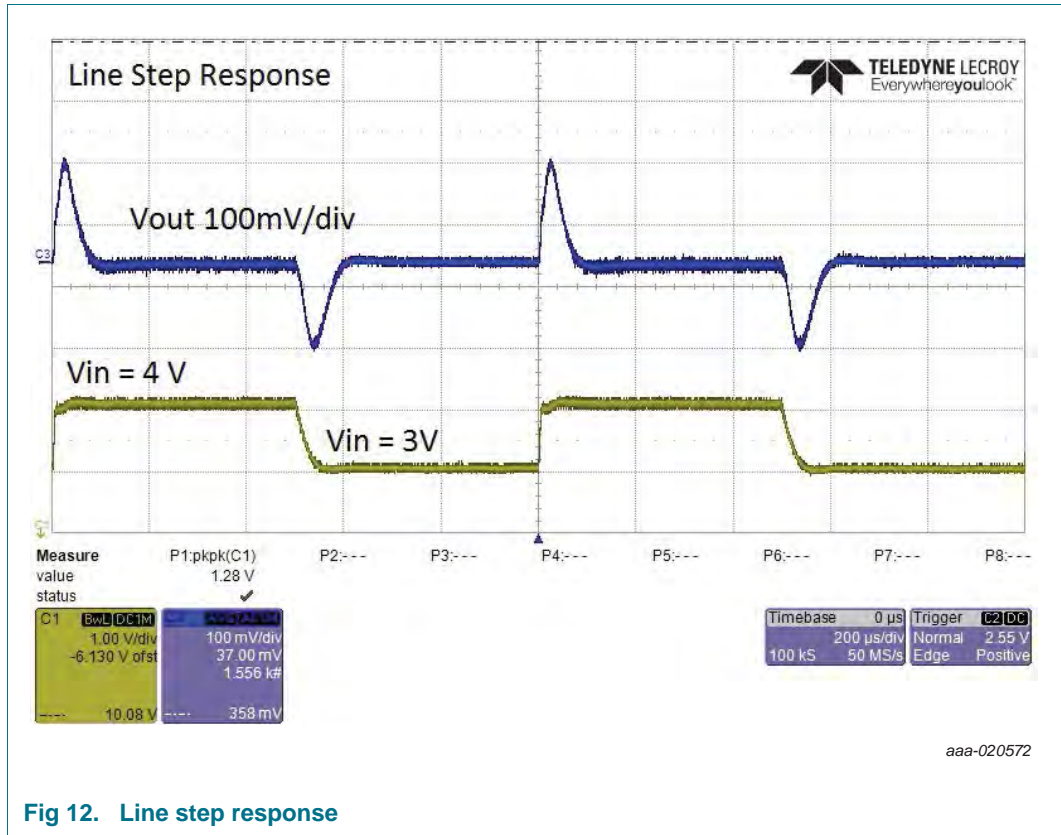 Line Step Response
TELEDYNE LECROY
Everywhereyoulook™
Vout 100mV/div
C3
Vin = 4 V
Vin = 3V
Measure P1:pkpk(C1) P2:- - - P3:- - - P4:- - - P5:- - - P6:- - - P7:- - - P8:- - -
value 1.28 V
status ✔
C1 BwL DC1M
1.00 V/div
-6.130 V ofst
10.08 V
100 mV/div
37.00 mV
1.556 k#
358 mV
Timebase 0 µs
200 µs/div
100 kS 50 MS/s
Trigger C2 DC
Normal 2.55 V
Edge Positive
aaa-020572
Fig 12. Line step response